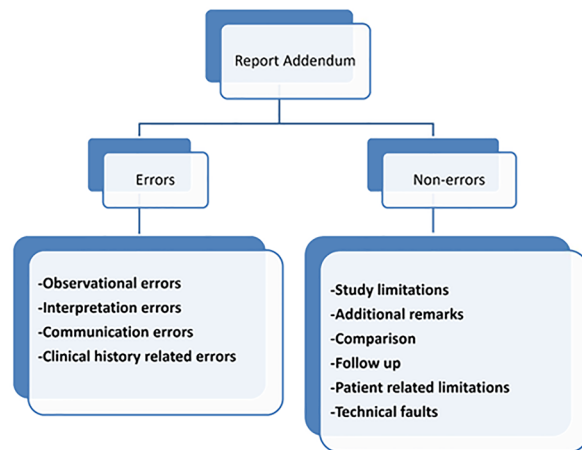 Report Addendum
Errors
Non-errors
-Observational errors
-Interpretation errors
-Communication errors
-Clinical history related errors
-Study limitations
-Additional remarks
-Comparison
-Follow up
-Patient related limitations
-Technical faults